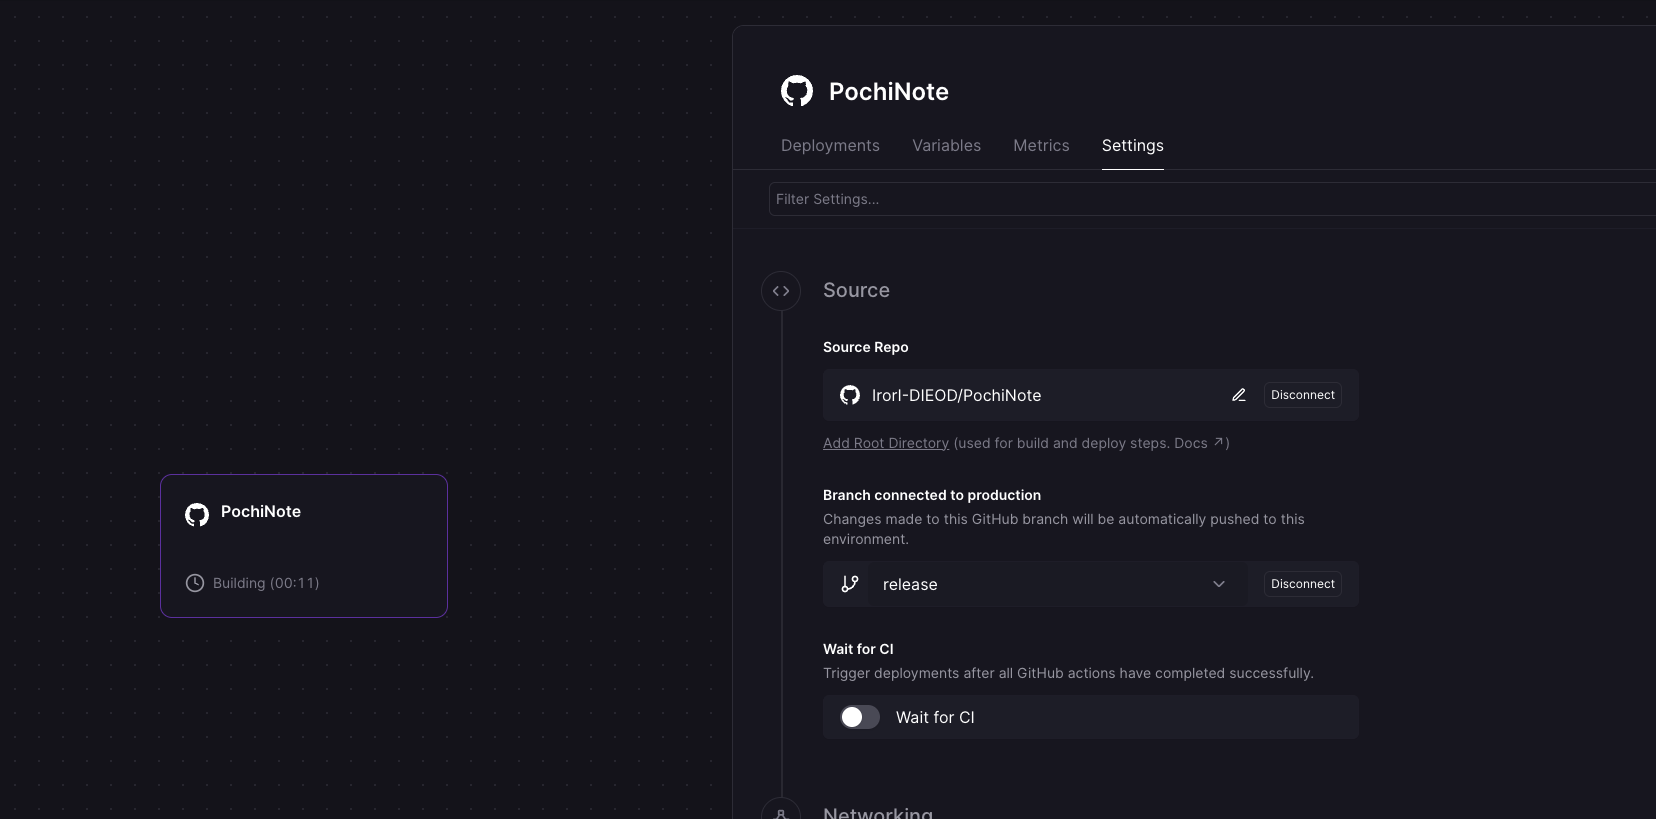 PochiNote
Deployments Variables Metrics Settings
Filter Settings...
Source
Source Repo
lrorl-DIEOD/PochiNote
Disconnect
Add Root Directory (used for build and deploy steps. Docs ↗)
Branch connected to production
Changes made to this GitHub branch will be automatically pushed to this
environment.
release
Disconnect
Wait for CI
Trigger deployments after all GitHub actions have completed successfully.
Wait for CI
Networking
PochiNote
Building (00:11)